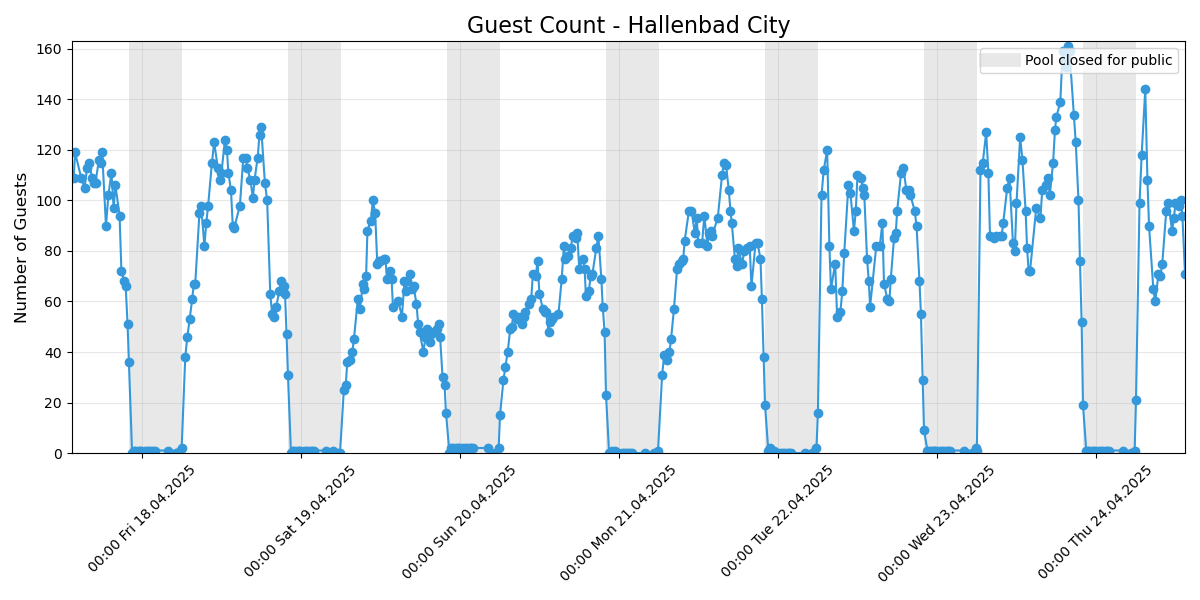 Guest Count - Hallenbad City
Number of Guests
160
140
120
100
80
60
40
20
0
Pool closed for public
00:00 Fri 18.04.2025
00:00 Sat 19.04.2025
00:00 Sun 20.04.2025
00:00 Mon 21.04.2025
00:00 Tue 22.04.2025
00:00 Wed 23.04.2025
00:00 Thu 24.04.2025